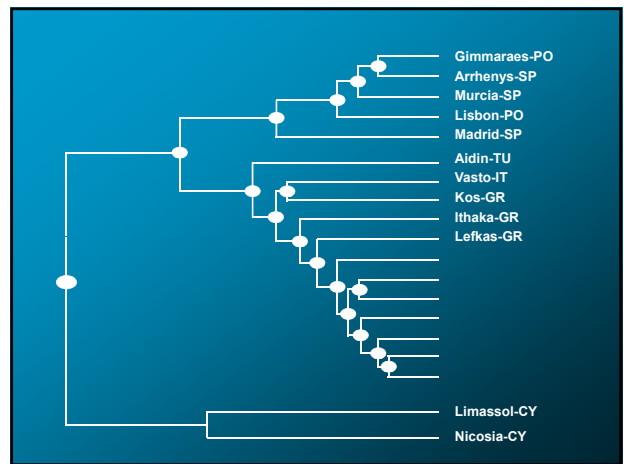 Gimmaraes-PO
Arrhenys-SP
Murcia-SP
Lisbon-PO
Madrid-SP
Aidin-TU
Vasto-IT
Kos-GR
Ithaka-GR
Lefkas-GR
Limassol-CY
Nicosia-CY